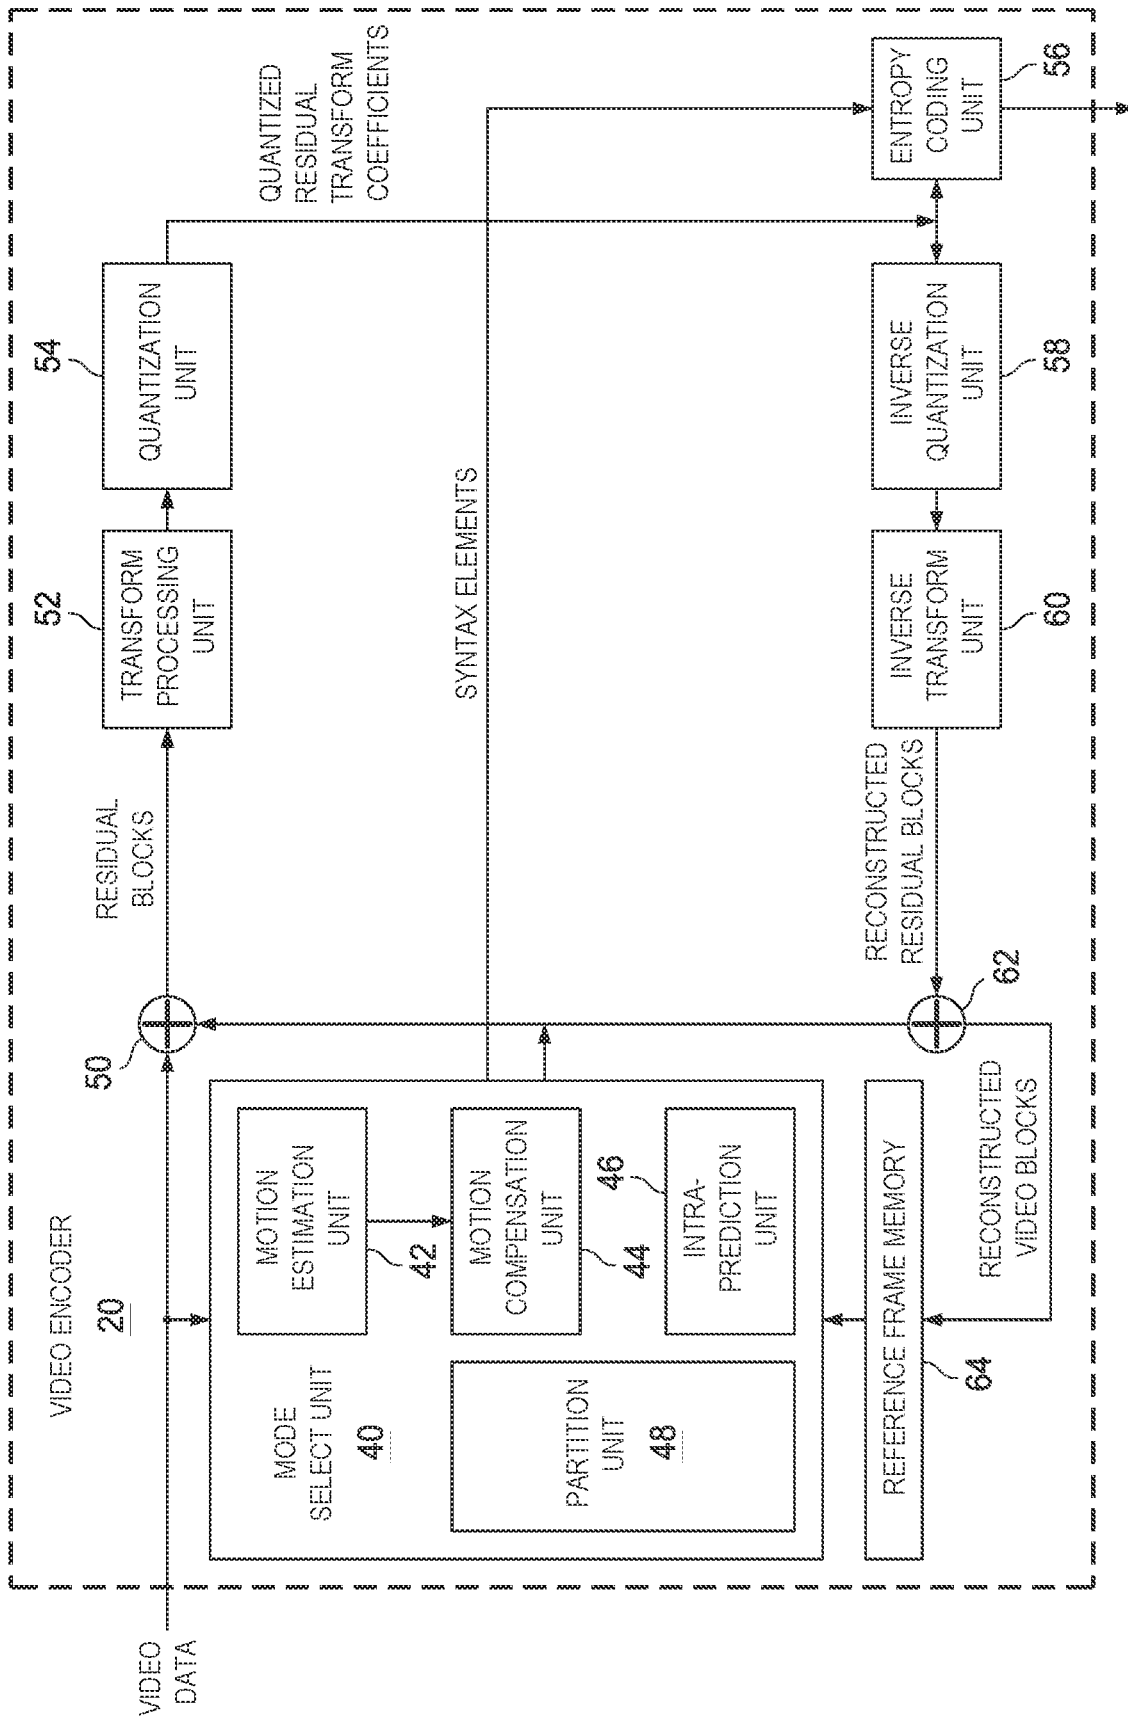 VIDEO ENCODER
20
VIDEO
DATA
50
RESIDUAL
BLOCKS
52
TRANSFORM
PROCESSING
UNIT
54
QUANTIZATION
UNIT
QUANTIZED
RESIDUAL
TRANSFORM
COEFFICIENTS
MODE
SELECT UNIT
40
MOTION
ESTIMATION
UNIT
42
MOTION
COMPENSATION
UNIT
44
PARTITION
UNIT
48
46
INTRA-
PREDICTION
UNIT
SYNTAX ELEMENTS
REFERENCE FRAME MEMORY
64
RECONSTRUCTED
VIDEO BLOCKS
62
RECONSTRUCTED
RESIDUAL BLOCKS
INVERSE
TRANSFORM
UNIT
60
INVERSE
QUANTIZATION
UNIT
58
ENTROPY
CODING
UNIT
56